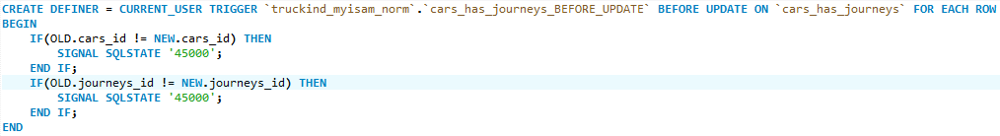 CREATE DEFINER = CURRENT_USER TRIGGER `truckind_myisam_norm`.`cars_has_journeys_BEFORE_UPDATE` BEFORE UPDATE ON `cars_has_journeys` FOR EACH ROW
BEGIN
    IF(OLD.cars_id != NEW.cars_id) THEN
        SIGNAL SQLSTATE '45000';
    END IF;
    IF(OLD.journeys_id != NEW.journeys_id) THEN
        SIGNAL SQLSTATE '45000';
    END IF;
END